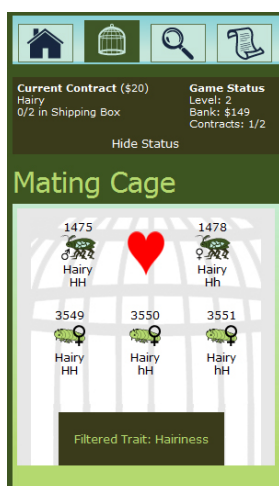 Current Contract ($20)
Hairy
0/2 in Shipping Box
Game Status
Level: 2
Bank: $149
Contracts: 1/2
Hide Status
Mating Cage
1475
Hairy
HH
1478
Hairy
Hh
3549
Hairy
HH
3550
Hairy
hH
3551
Hairy
hH
Filtered Trait: Hairiness